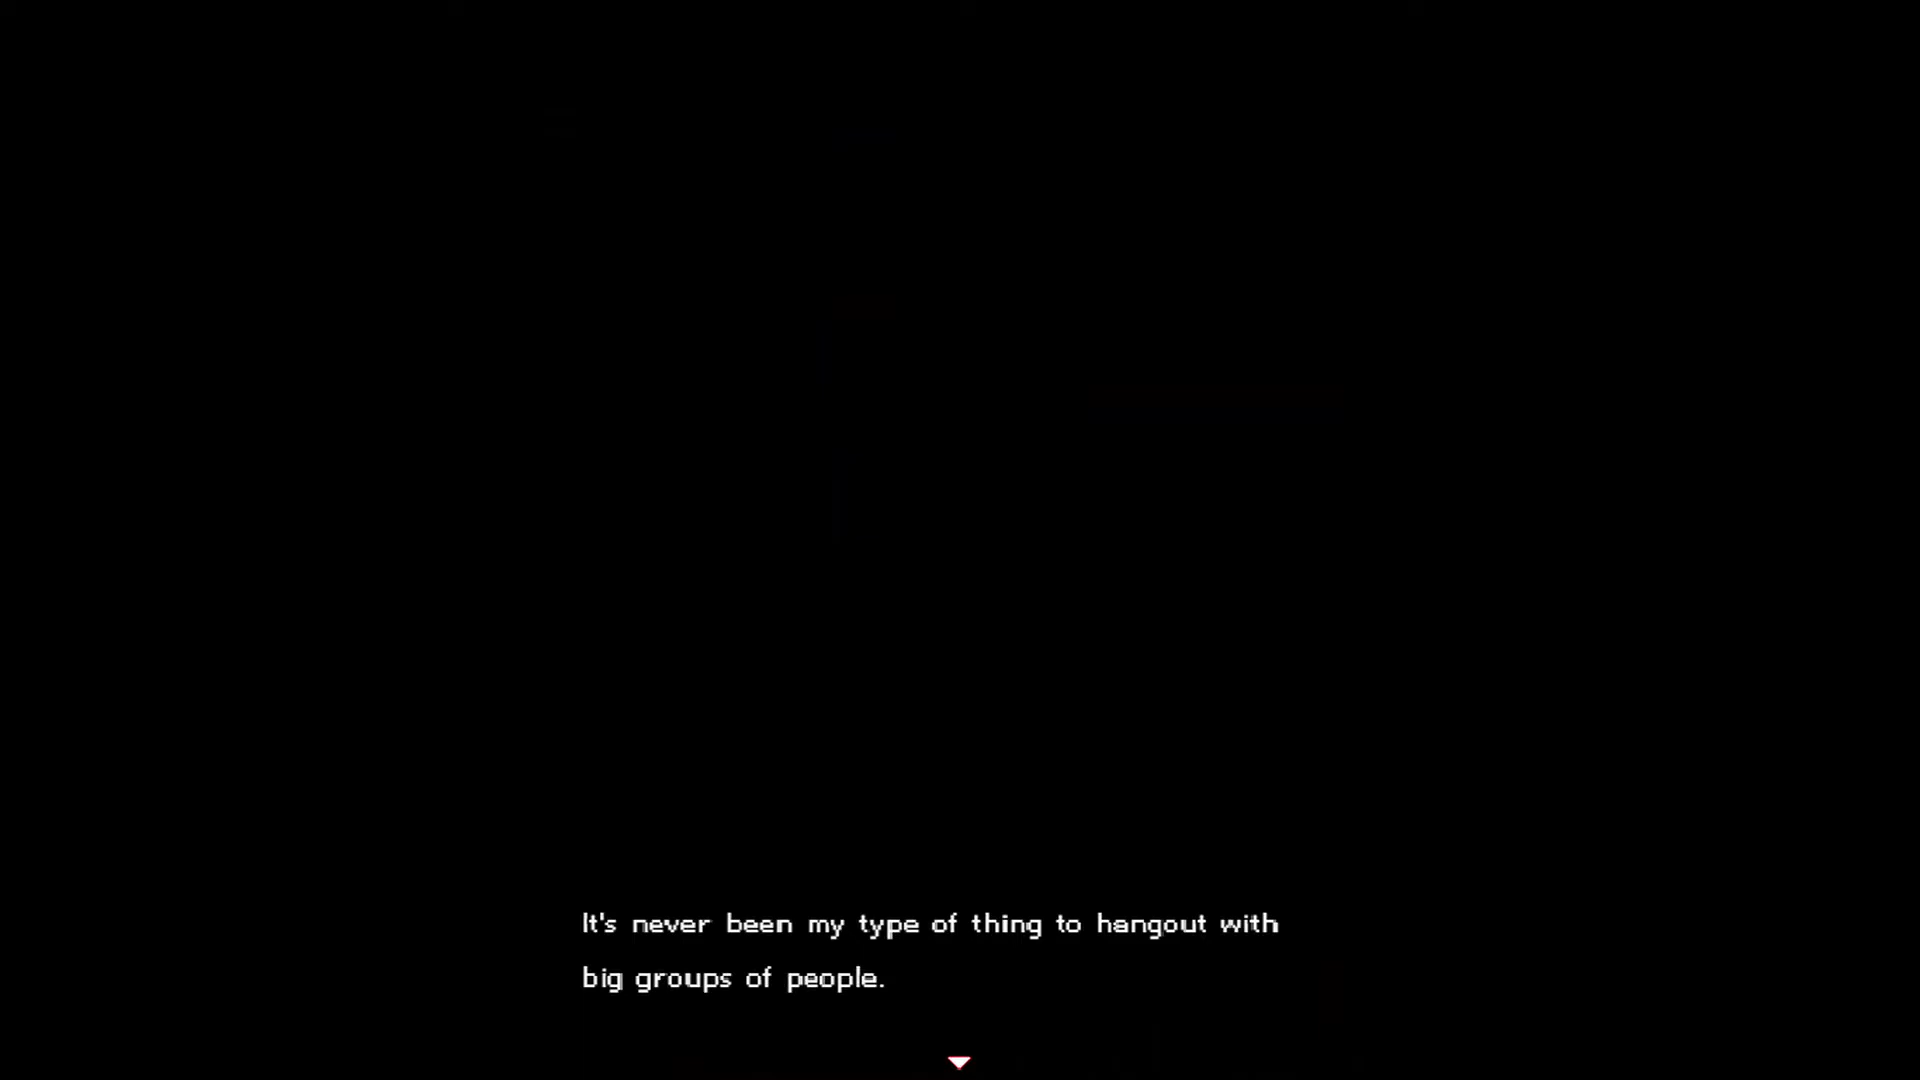 It's never been my type of thing to hangout with
big groups of people.